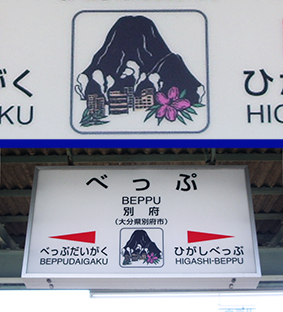 がく
AKU
ひが
HIG
べっぷ
BEPPU
別府
(大分県別府市)
べっぷだいがく
BEPPUDAIGAKU
ひがしべっぷ
HIGASHI-BEPPU